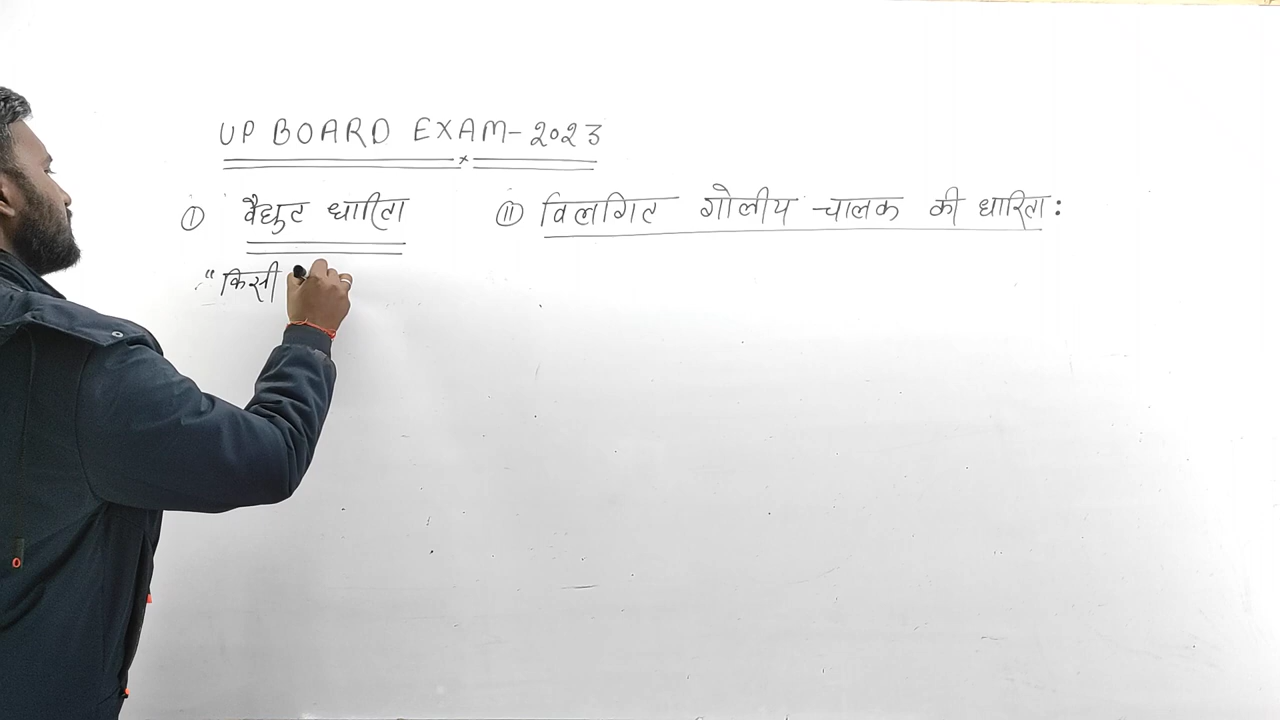 UP BOARD EXAM-2023
① वैद्युत धारिता
ⓘⓘ विलगित गोलीय चालक की धारिता:
"किसी